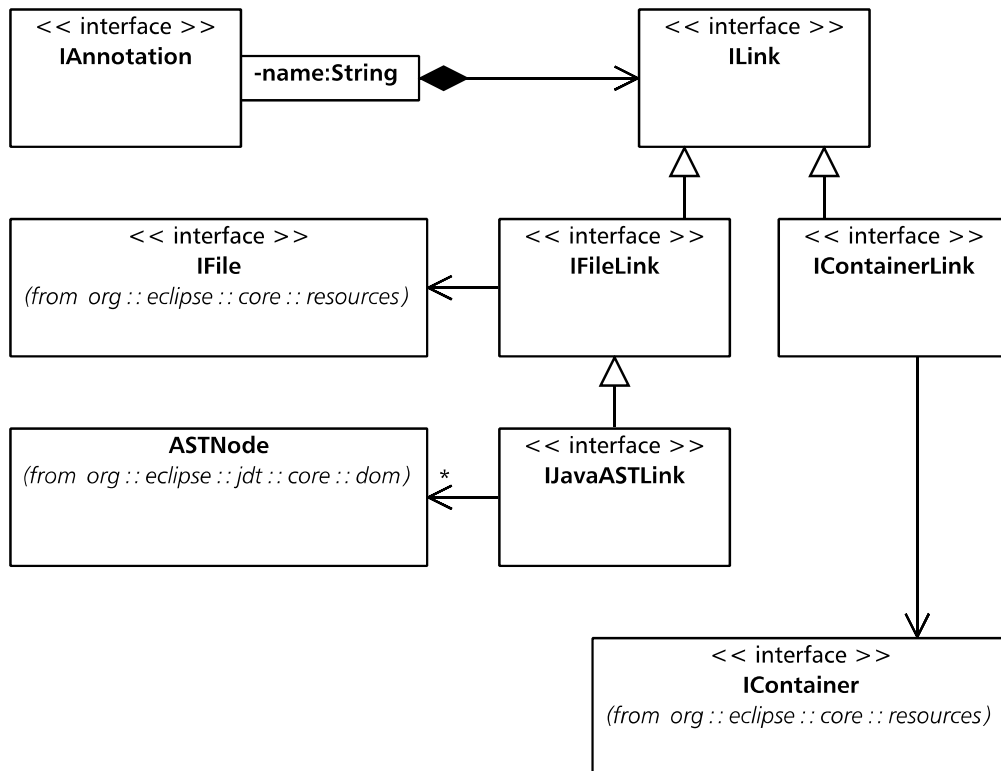 << interface >>
IAnnotation
-name:String
<< interface >>
ILink
<< interface >>
IFile
(from org :: eclipse :: core :: resources)
<< interface >>
IFileLink
<< interface >>
IContainerLink
ASTNode
(from org :: eclipse :: jdt :: core :: dom)
*
<< interface >>
IJavaASTLink
<< interface >>
IContainer
(from org :: eclipse :: core :: resources)